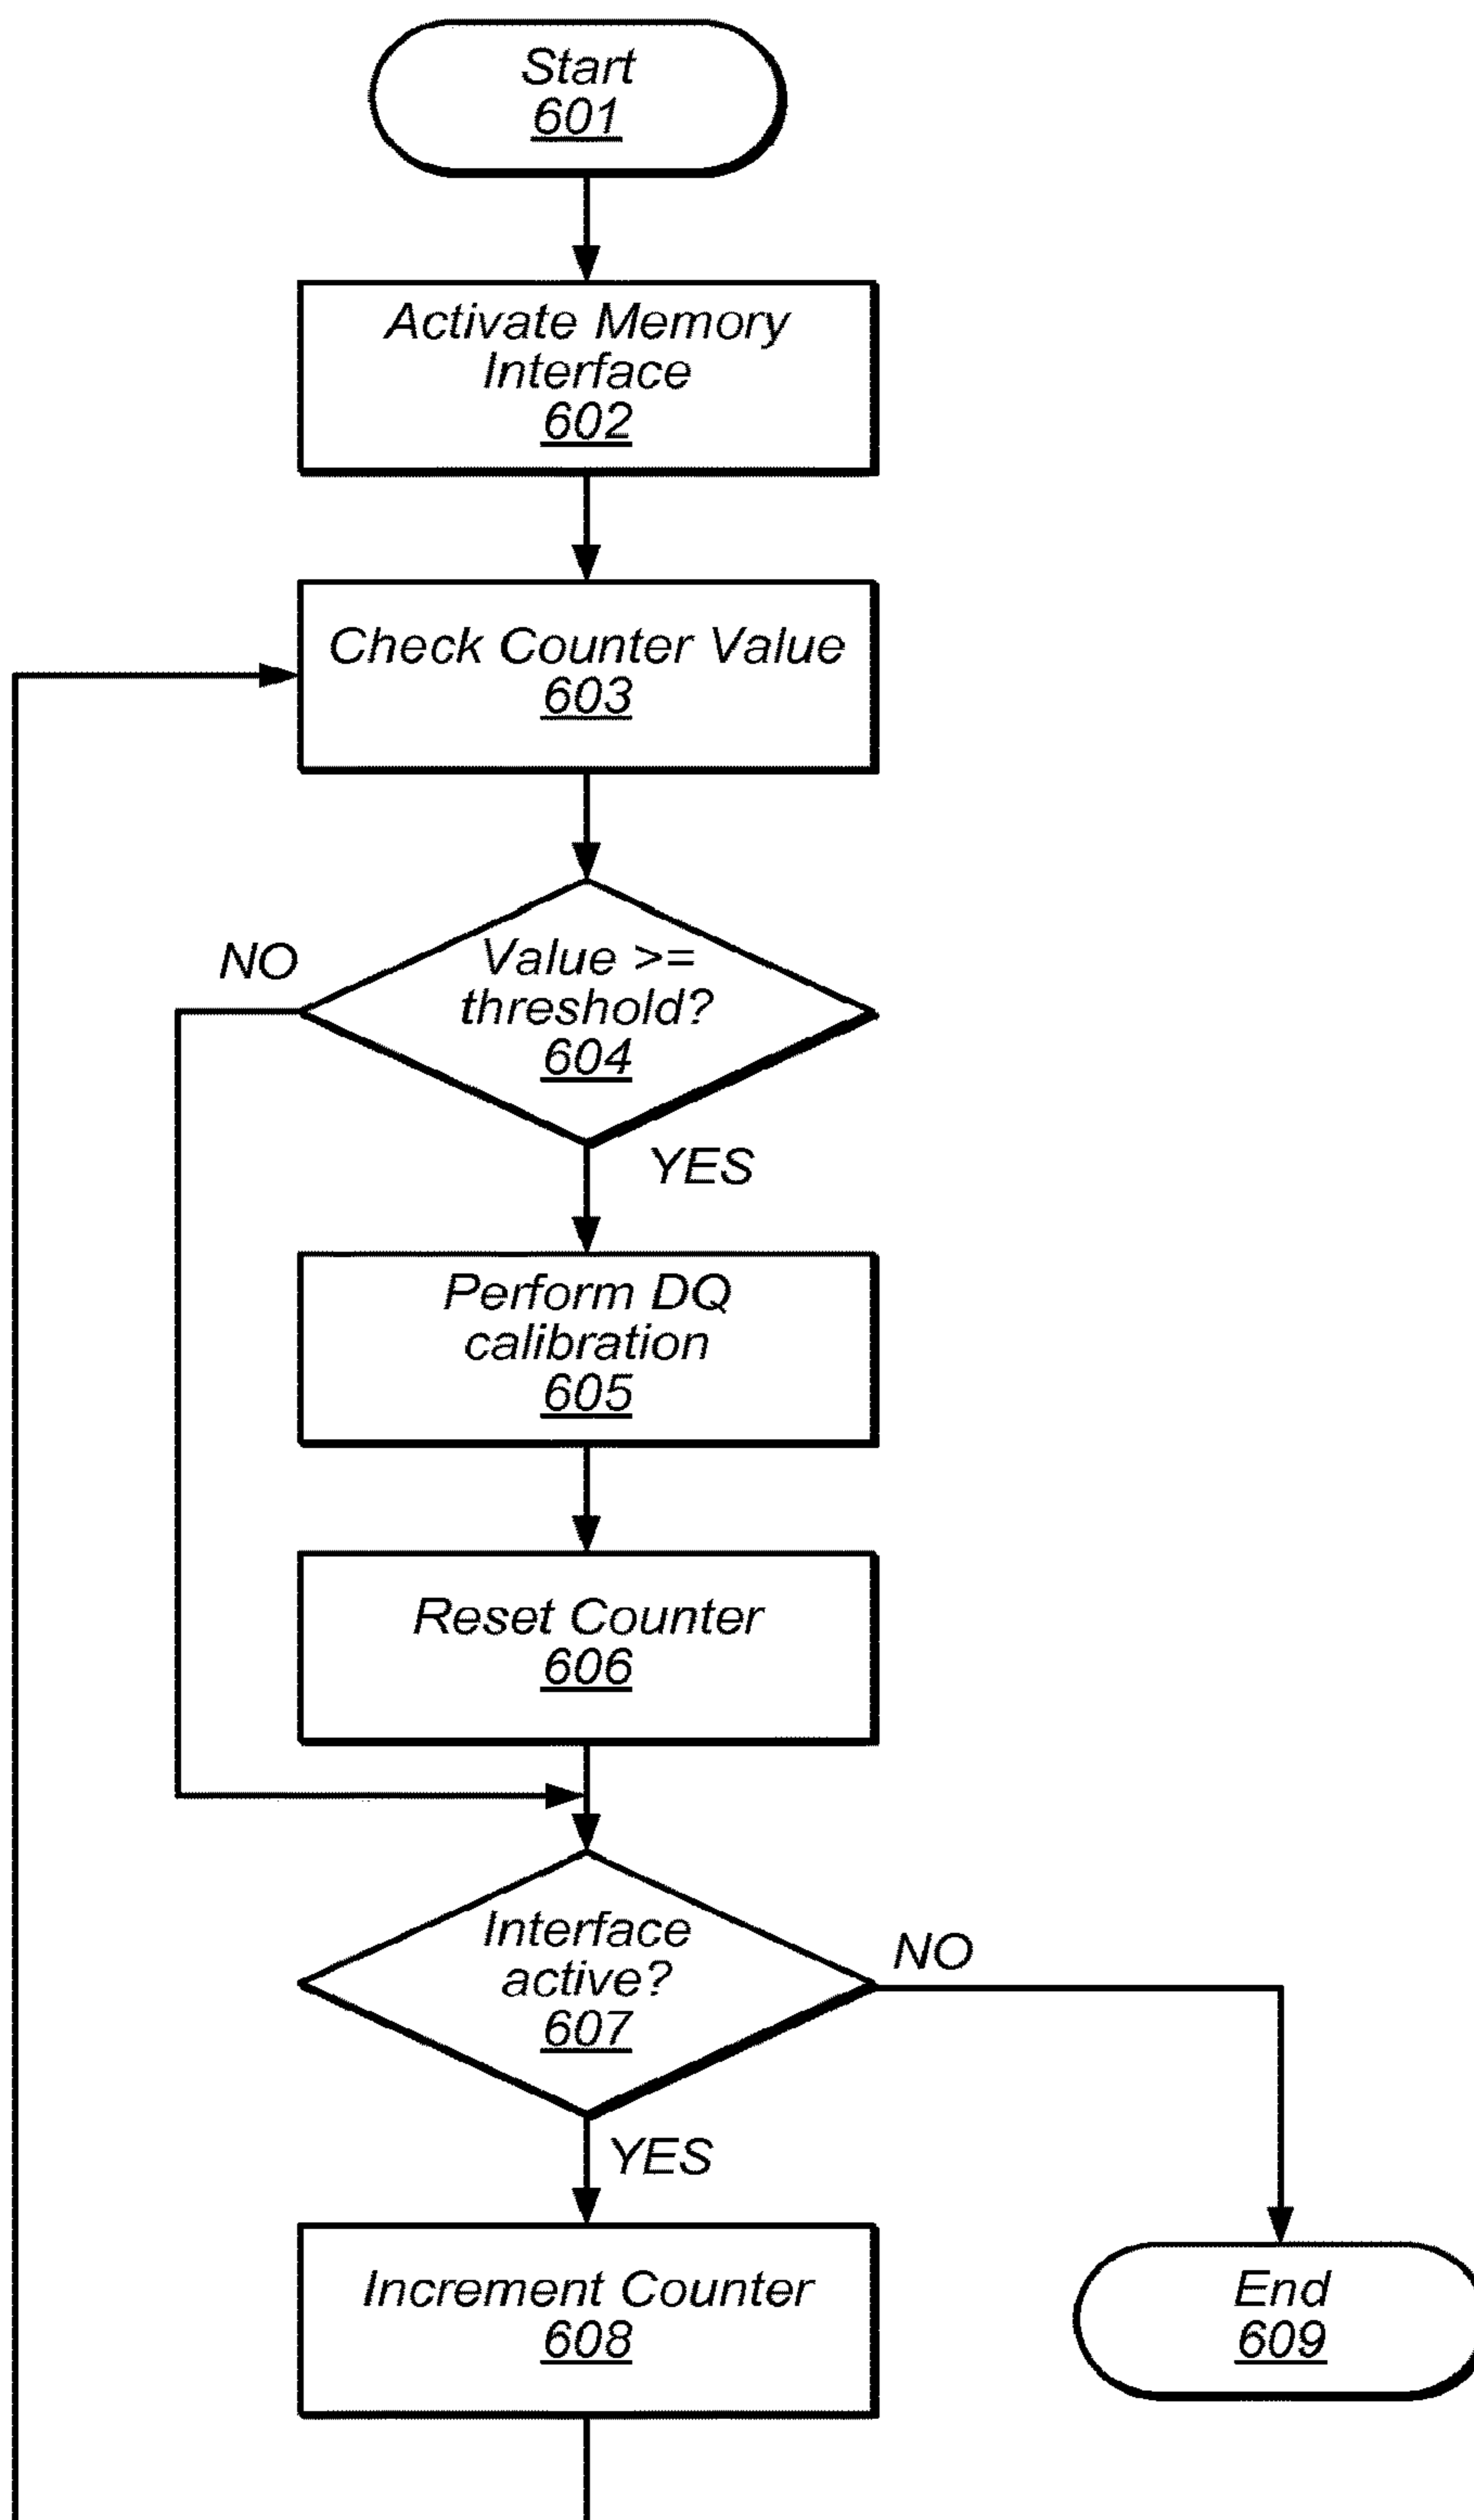 Start
601
Activate Memory
Interface
602
Check Counter Value
603
NO
Value >=
threshold?
604
YES
Perform DQ
calibration
605
Reset Counter
606
Interface
active?
607
NO
YES
Increment Counter
608
End
609